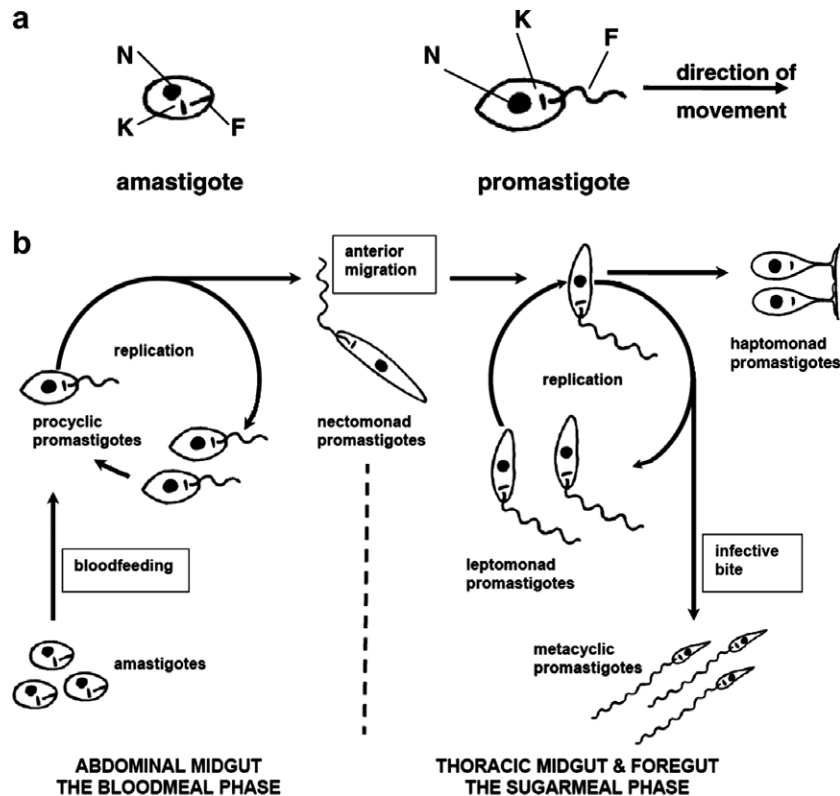 a
N
K
F
amastigote
N
K
F
promastigote
direction of
movement
b
anterior
migration
replication
procyclic
promastigotes
nectomonad
promastigotes
replication
haptomonad
promastigotes
bloodfeeding
leptomonad
promastigotes
infective
bite
amastigotes
metacyclic
promastigotes
ABDOMINAL MIDGUT
THE BLOODMEAL PHASE
THORACIC MIDGUT & FOREGUT
THE SUGARMEAL PHASE